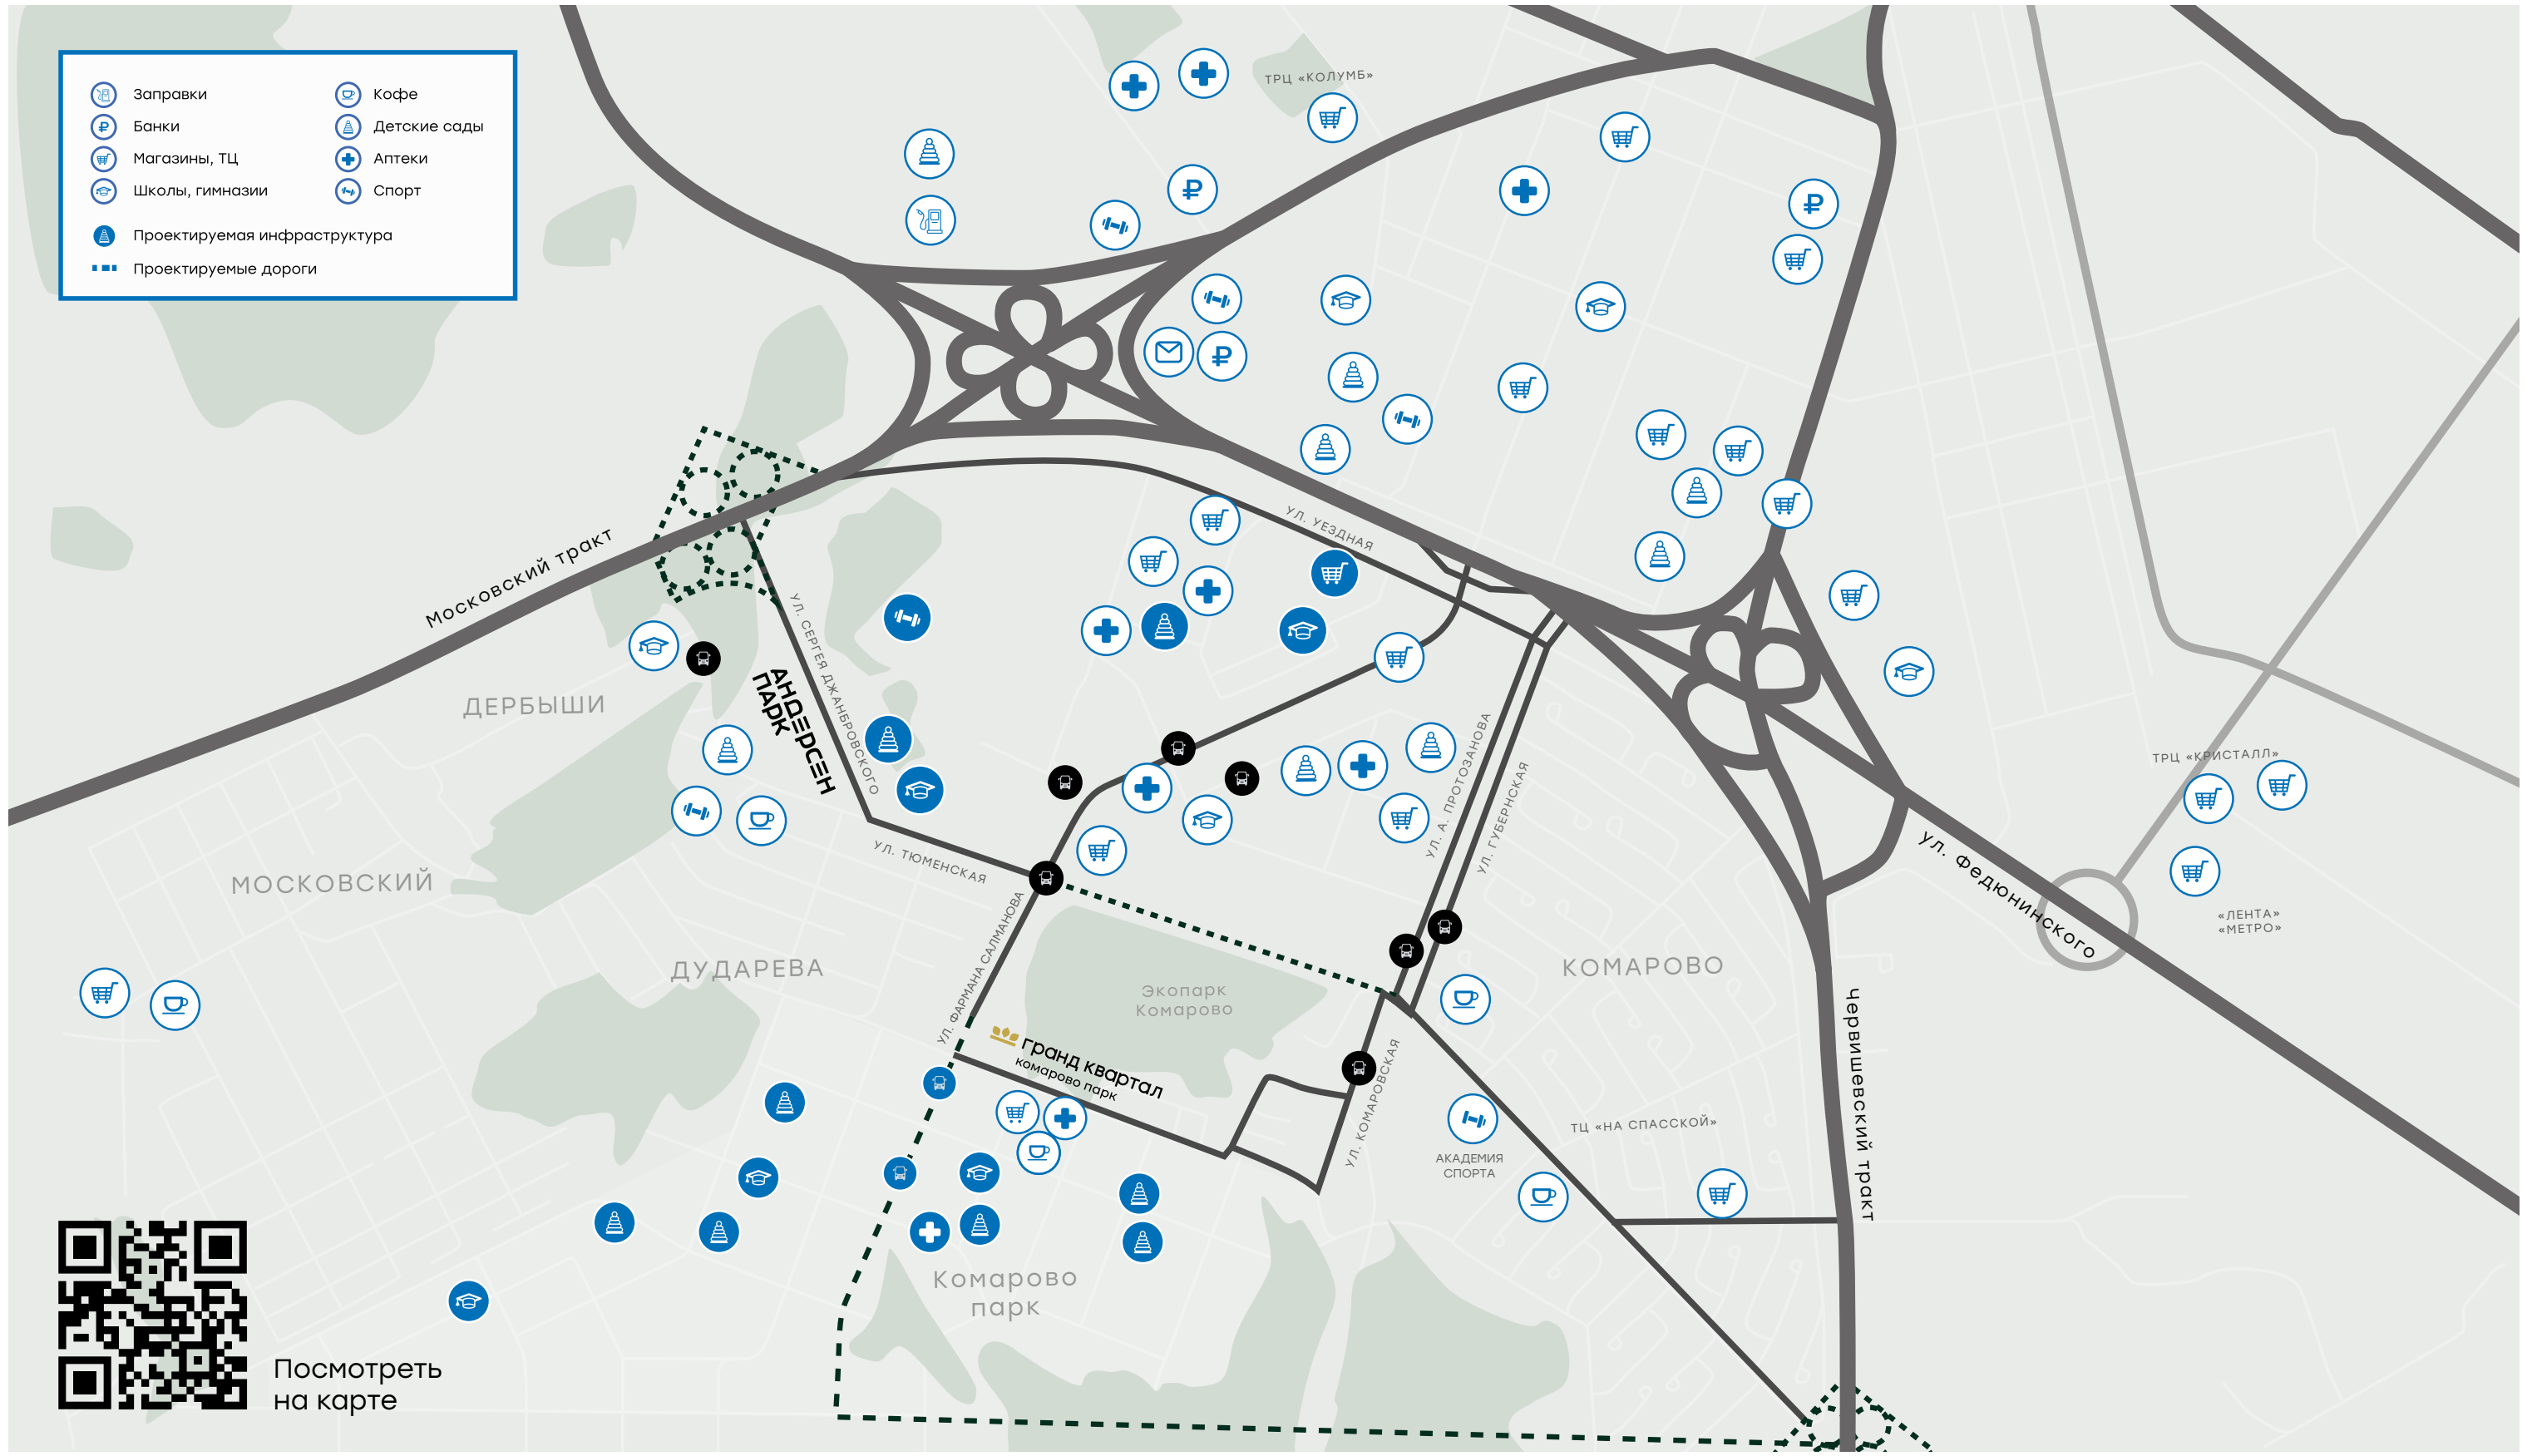 Заправки
Банки
Магазины, ТЦ
Школы, гимназии
Кофе
Детские сады
Аптеки
Спорт
Проектируемая инфраструктура
Проектируемые дороги
ТРЦ «КОЛУМБ»
Московский тракт
УЛ. УЕЗДНАЯ
УЛ. СЕРГЕЯ ДЖАНБРОВСКОГО
АНДЕРСЕН
ПАРК
ДЕРБЫШИ
МОСКОВСКИЙ
УЛ. ТЮМЕНСКАЯ
УЛ. А. ПРОТОЗАНОВА
УЛ. ГУБЕРНСКАЯ
ТРЦ «КРИСТАЛЛ»
ул. Федюнинского
«ЛЕНТА»
«МЕТРО»
ДУДАРЕВА
УЛ. ФАРМАНА САЛМАНОВА
Экопарк
Комарово
КОМАРОВО
гранд квартал
комарово парк
УЛ. КОМАРОВСКАЯ
Червишевский тракт
ТЦ «НА СПАССКОЙ»
АКАДЕМИЯ
СПОРТА
Комарово
парк
Посмотреть
на карте